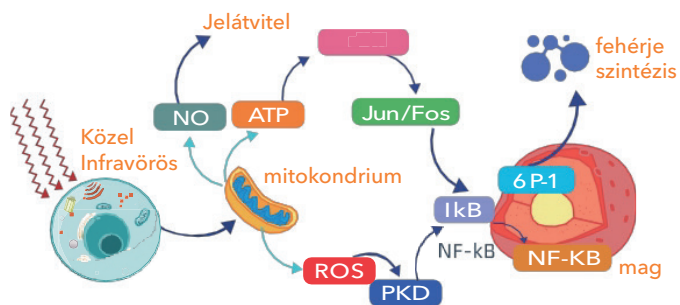 Jelátvitel
fehérje
szintézis
NO
ATP
Jun/Fos
Közel
Infravörös
mitokondrium
6 P-1
IkB
NF-kB
NF-KB
mag
ROS
PKD